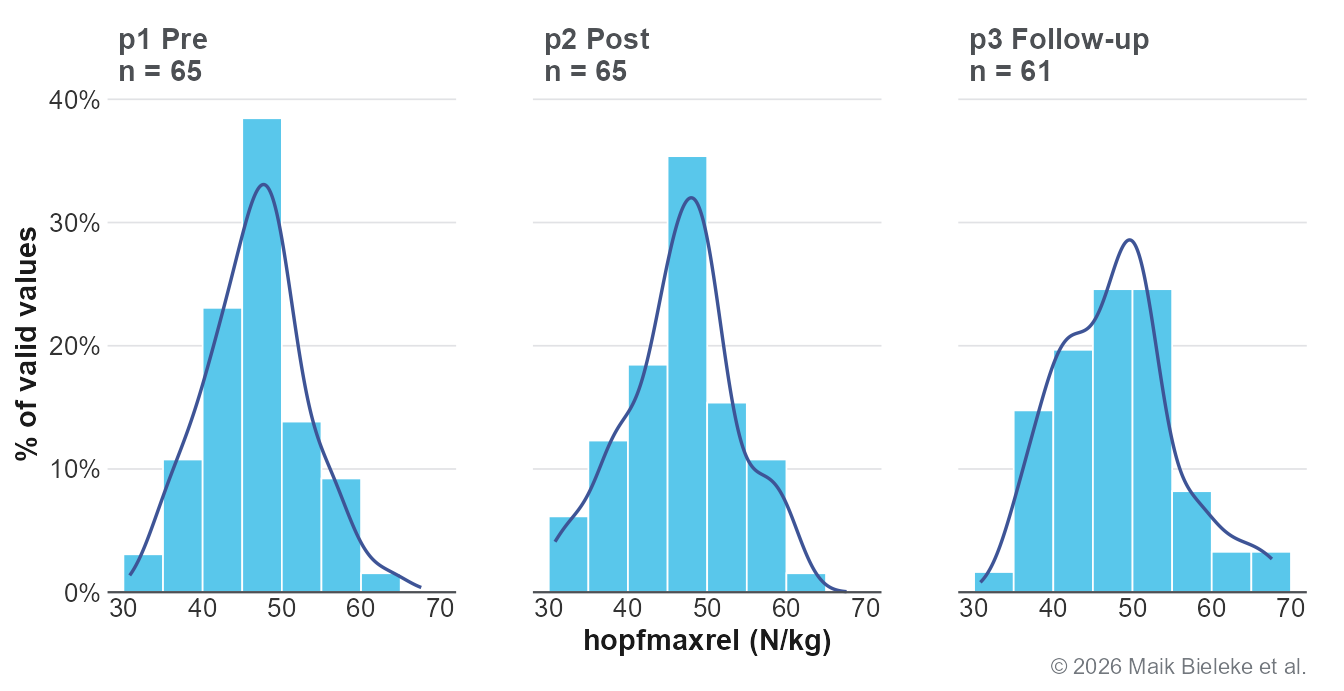 p1 Pre
n = 65
p2 Post
n = 65
p3 Follow-up
n = 61
% of valid values
40%
30%
20%
10%
0%
30 40 50 60 70
30 40 50 60 70
30 40 50 60 70
hopfmaxrel (N/kg)
© 2026 Maik Bieleke et al.